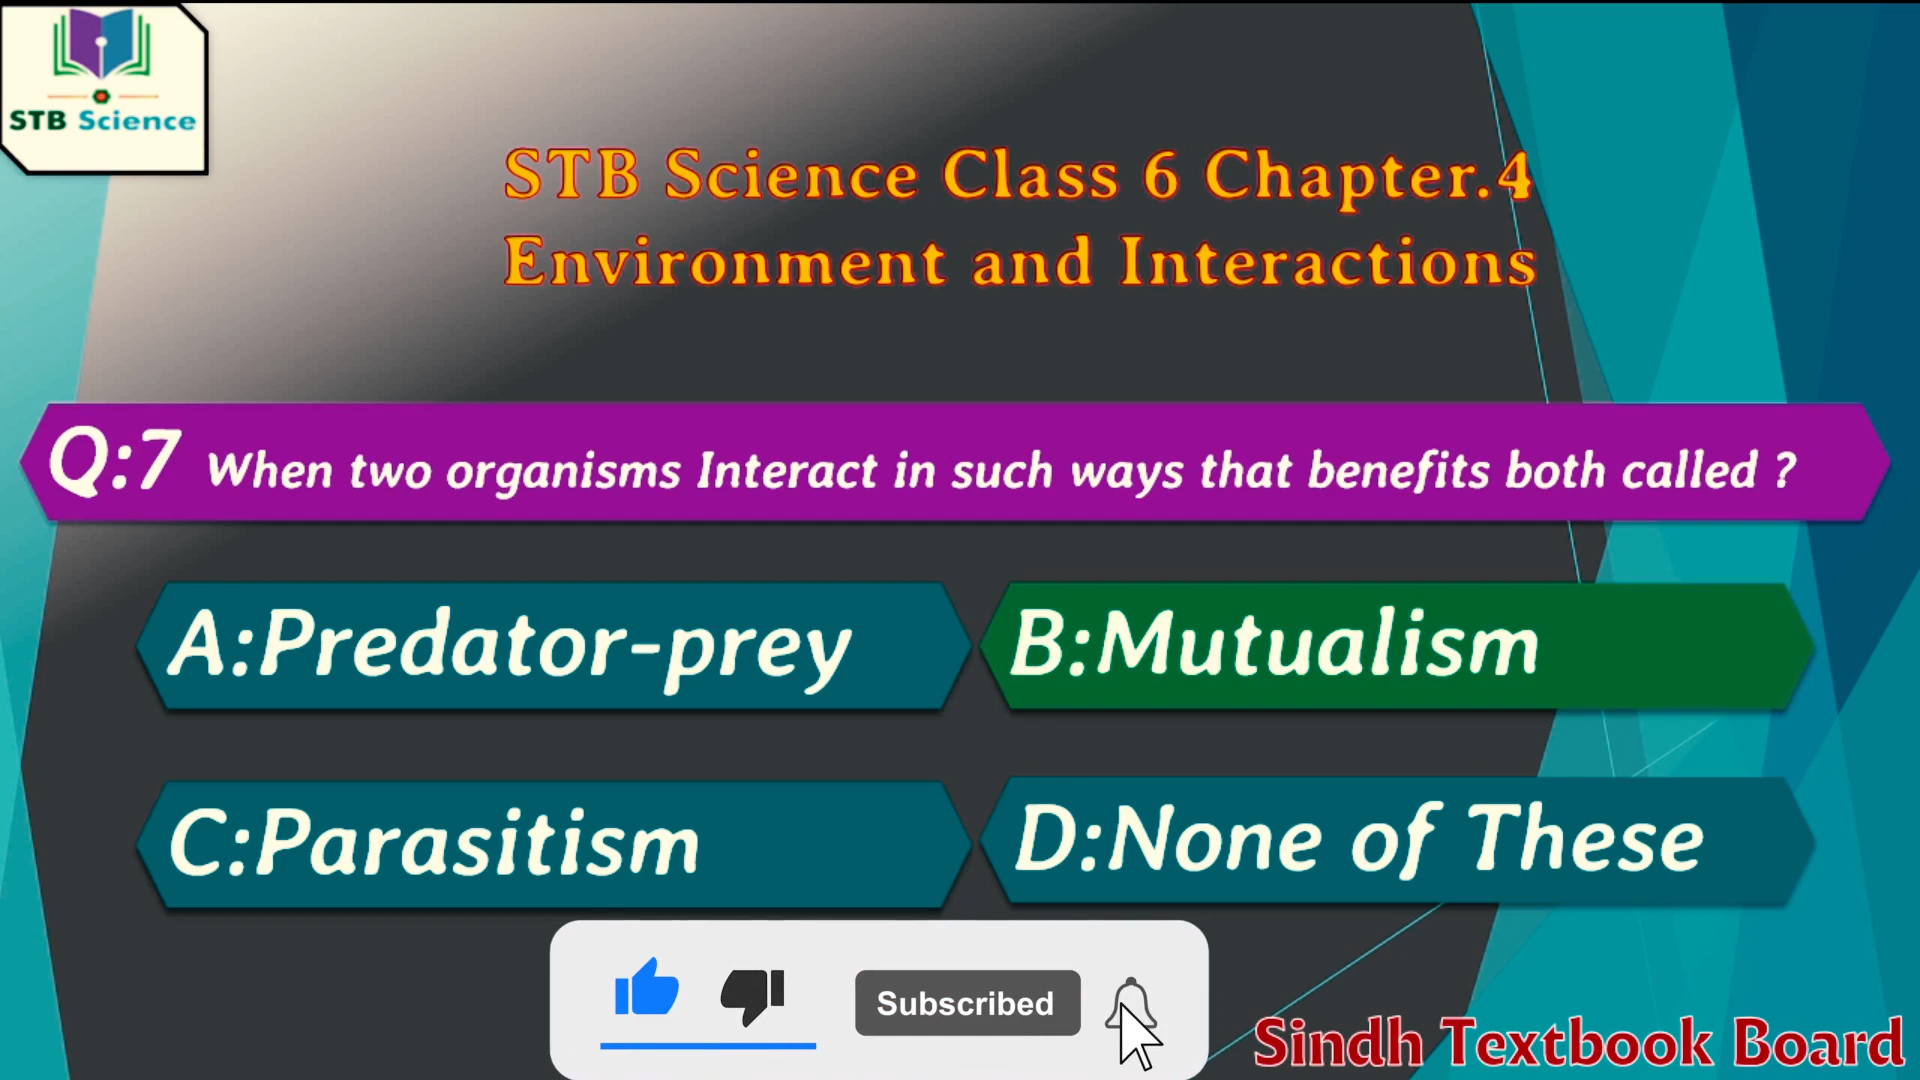 STB Science
STB Science Class 6 Chapter.4
Environment and Interactions
Q:7 When two organisms Interact in such ways that benefits both called ?
A:Predator-prey
B:Mutualism
C:Parasitism
D:None of These
Subscribed
Sindh Textbook Board